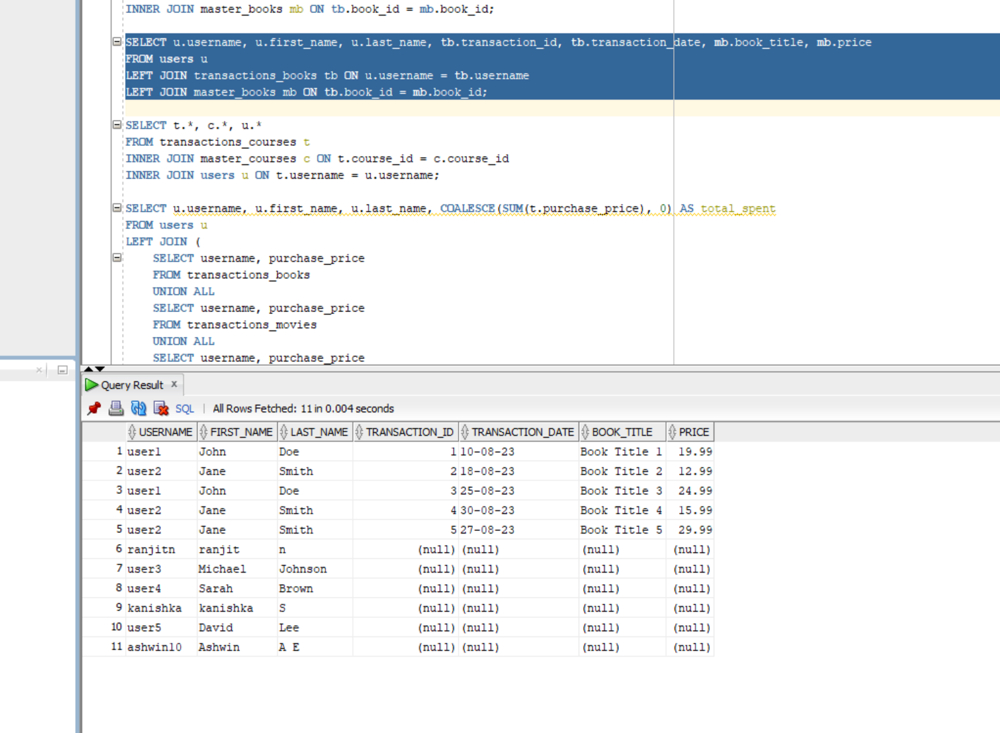 INNER JOIN master_books mb ON tb.book_id = mb.book_id;
SELECT u.username, u.first_name, u.last_name, tb.transaction_id, tb.transaction_date, mb.book_title, mb.price
FROM users u
LEFT JOIN transactions_books tb ON u.username = tb.username
LEFT JOIN master_books mb ON tb.book_id = mb.book_id;
SELECT t.*, c.*, u.*
FROM transactions_courses t
INNER JOIN master_courses c ON t.course_id = c.course_id
INNER JOIN users u ON t.username = u.username;
SELECT u.username, u.first_name, u.last_name, COALESCE(SUM(t.purchase_price), 0) AS total_spent
FROM users u
LEFT JOIN (
SELECT username, purchase_price
FROM transactions_books
UNION ALL
SELECT username, purchase_price
FROM transactions_movies
UNION ALL
SELECT username, purchase_price
Query Result x
SQL | All Rows Fetched: 11 in 0.004 seconds
USERNAME FIRST_NAME LAST_NAME TRANSACTION_ID TRANSACTION_DATE BOOK_TITLE PRICE
1 user1 John Doe 1 10-08-23 Book Title 1 19.99
2 user2 Jane Smith 2 18-08-23 Book Title 2 12.99
3 user1 John Doe 3 25-08-23 Book Title 3 24.99
4 user2 Jane Smith 4 30-08-23 Book Title 4 15.99
5 user2 Jane Smith 5 27-08-23 Book Title 5 29.99
6 ranjitn ranjit n (null) (null) (null) (null)
7 user3 Michael Johnson (null) (null) (null) (null)
8 user4 Sarah Brown (null) (null) (null) (null)
9 kanishka kanishka S (null) (null) (null) (null)
10 user5 David Lee (null) (null) (null) (null)
11 ashwin10 Ashwin A E (null) (null) (null) (null)